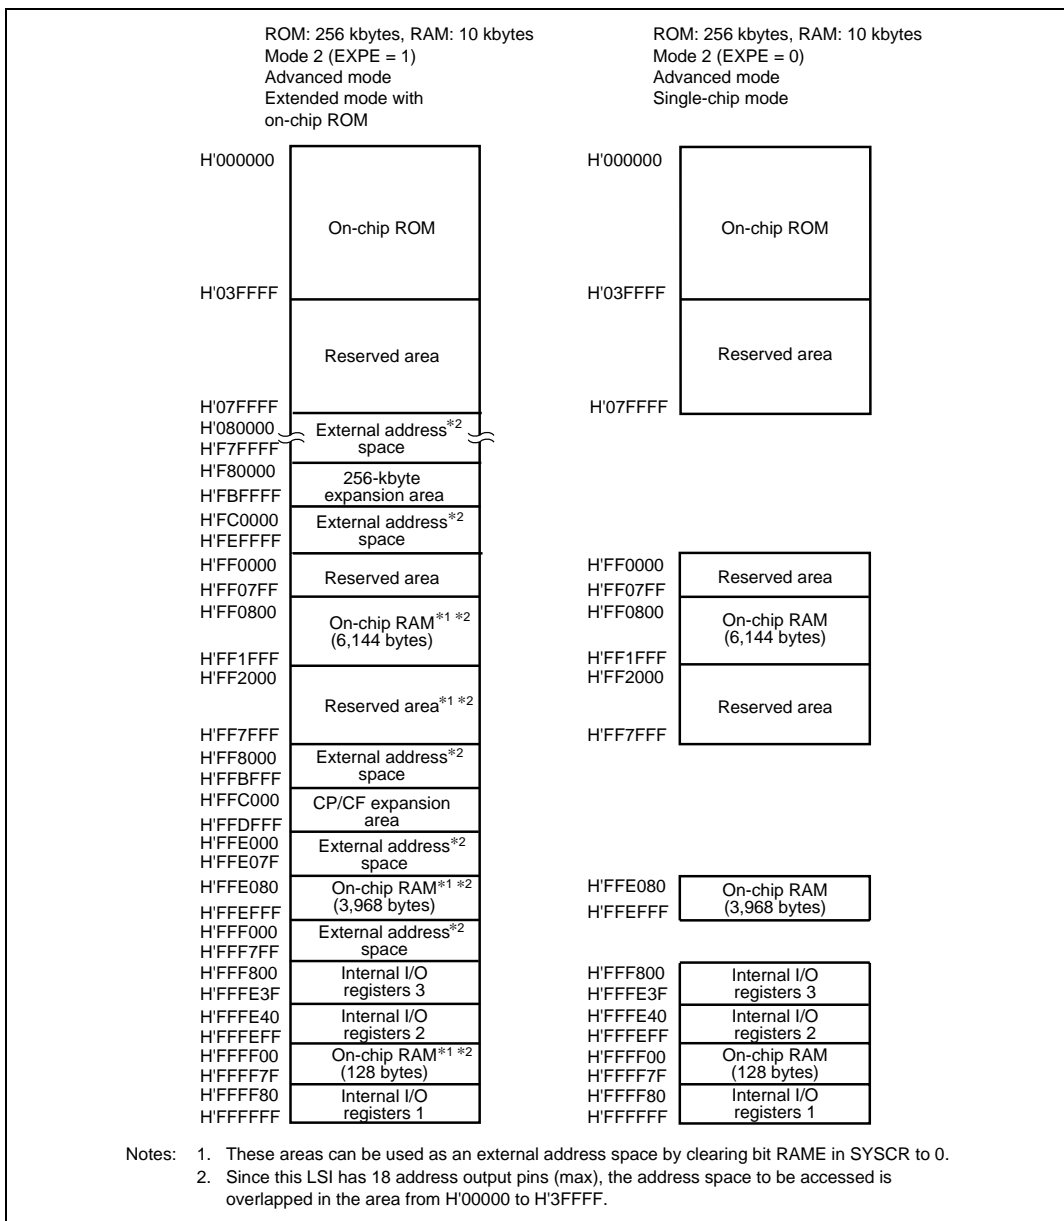 ROM: 256 kbytes, RAM: 10 kbytes
Mode 2 (EXPE = 1)
Advanced mode
Extended mode with
on-chip ROM
H'000000
On-chip ROM
H'03FFFF
Reserved area
H'07FFFF
H'080000
External address*2
space
H'F7FFFF
H'F80000
256-kbyte
expansion area
H'FBFFFF
H'FC0000
External address*2
space
H'FEFFFF
H'FF0000
Reserved area
H'FF07FF
H'FF0800
On-chip RAM*1 *2
(6,144 bytes)
H'FF1FFF
H'FF2000
Reserved area*1 *2
H'FF7FFF
H'FF8000
External address*2
space
H'FFBFFF
H'FFC000
CP/CF expansion
area
H'FFDFFF
H'FFE000
External address*2
space
H'FFE07F
H'FFE080
On-chip RAM*1 *2
(3,968 bytes)
H'FFEFFF
H'FFF000
External address*2
space
H'FFF7FF
H'FFF800
Internal I/O
registers 3
H'FFFE3F
H'FFFE40
Internal I/O
registers 2
H'FFFEFF
H'FFFF00
On-chip RAM*1 *2
(128 bytes)
H'FFFF7F
H'FFFF80
Internal I/O
registers 1
H'FFFFFF
ROM: 256 kbytes, RAM: 10 kbytes
Mode 2 (EXPE = 0)
Advanced mode
Single-chip mode
H'000000
On-chip ROM
H'03FFFF
Reserved area
H'07FFFF
H'FF0000
Reserved area
H'FF07FF
H'FF0800
On-chip RAM
(6,144 bytes)
H'FF1FFF
H'FF2000
Reserved area
H'FF7FFF
H'FFE080
On-chip RAM
(3,968 bytes)
H'FFEFFF
H'FFF800
Internal I/O
registers 3
H'FFFE3F
H'FFFE40
Internal I/O
registers 2
H'FFFEFF
H'FFFF00
On-chip RAM
(128 bytes)
H'FFFF7F
H'FFFF80
Internal I/O
registers 1
H'FFFFFF
Notes: 1. These areas can be used as an external address space by clearing bit RAME in SYSCR to 0.
2. Since this LSI has 18 address output pins (max), the address space to be accessed is
overlapped in the area from H'00000 to H'3FFFF.